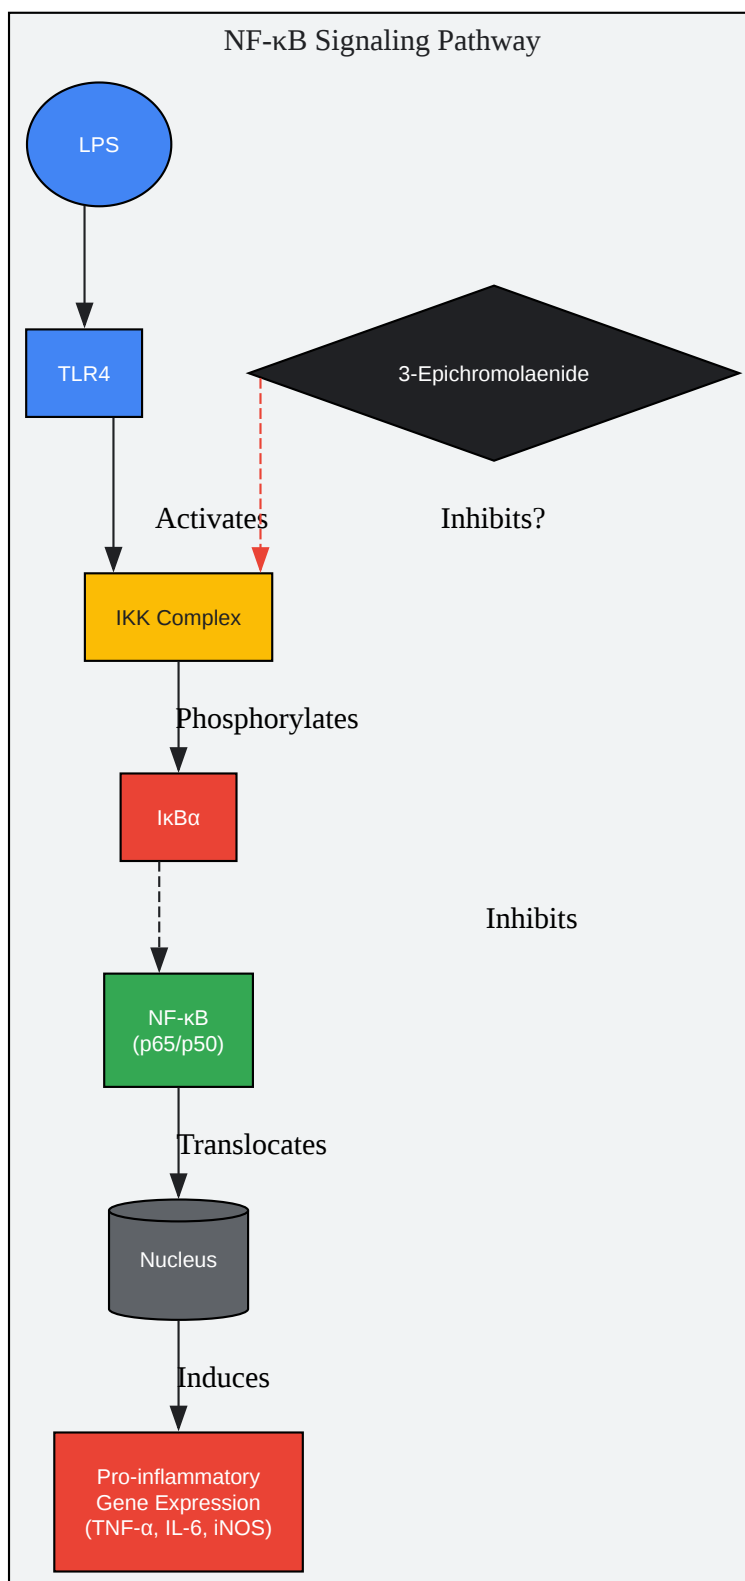 NF-κB Signaling Pathway
LPS
TLR4
3-Epichromolaenide
Activates
Inhibits?
IKK Complex
Phosphorylates
IκBα
Inhibits
NF-κB
(p65/p50)
Translocates
Nucleus
Induces
Pro-inflammatory
Gene Expression
(TNF-α, IL-6, iNOS)